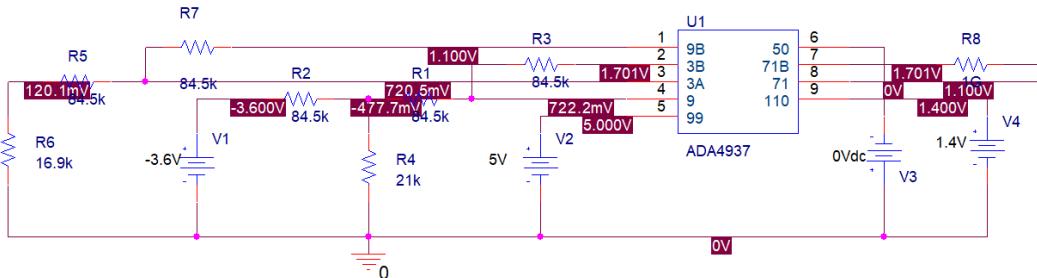 R7
U1
1
9B
50
6
1.100V
R3
2
3B
71B
7
R8
R5
84.5k
84.5k
1.701V
3
3A
71
8
1.701V
1G
120.1mV
84.5k
R2
R1
720.5mV
4
9
110
9
0V
1.100V
-3.600V
-477.7mV
84.5k
84.5k
722.2mV
5
99
1.400V
5.000V
V4
R6
16.9k
V1
-3.6V
R4
21k
V2
5V
ADA4937
0Vdc
V3
1.4V
0V
0